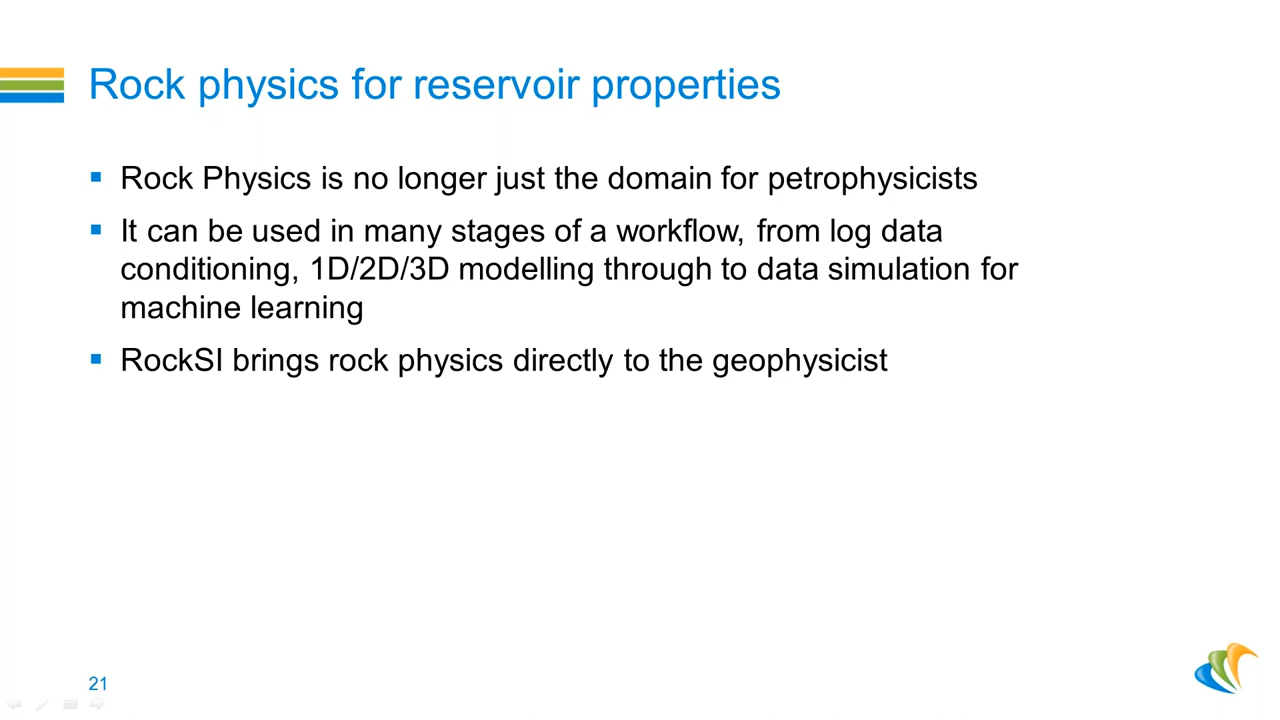 Rock physics for reservoir properties
Rock Physics is no longer just the domain for petrophysicists
It can be used in many stages of a workflow, from log data
conditioning, 1D/2D/3D modelling through to data simulation for
machine learning
RockSI brings rock physics directly to the geophysicist
21